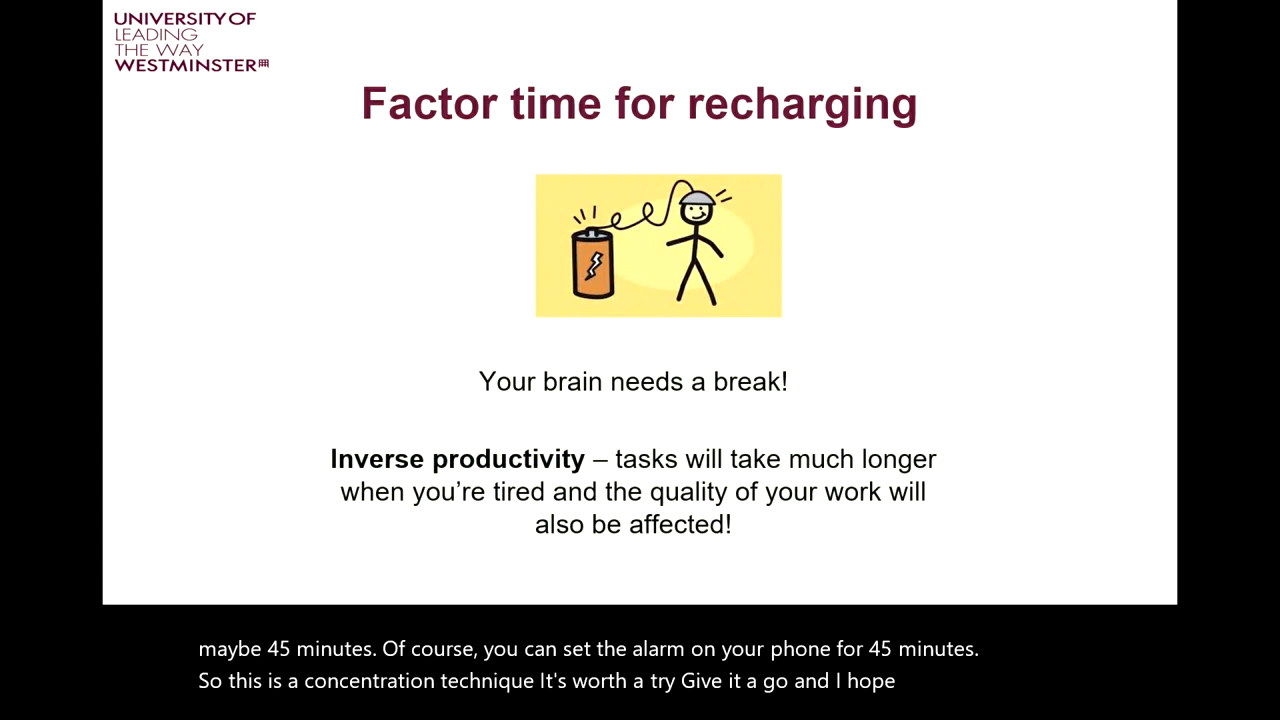 UNIVERSITY OF
LEADING
THE WAY
WESTMINSTER
Factor time for recharging
Your brain needs a break!
Inverse productivity – tasks will take much longer
when you’re tired and the quality of your work will
also be affected!
maybe 45 minutes. Of course, you can set the alarm on your phone for 45 minutes.
So this is a concentration technique It's worth a try Give it a go and I hope